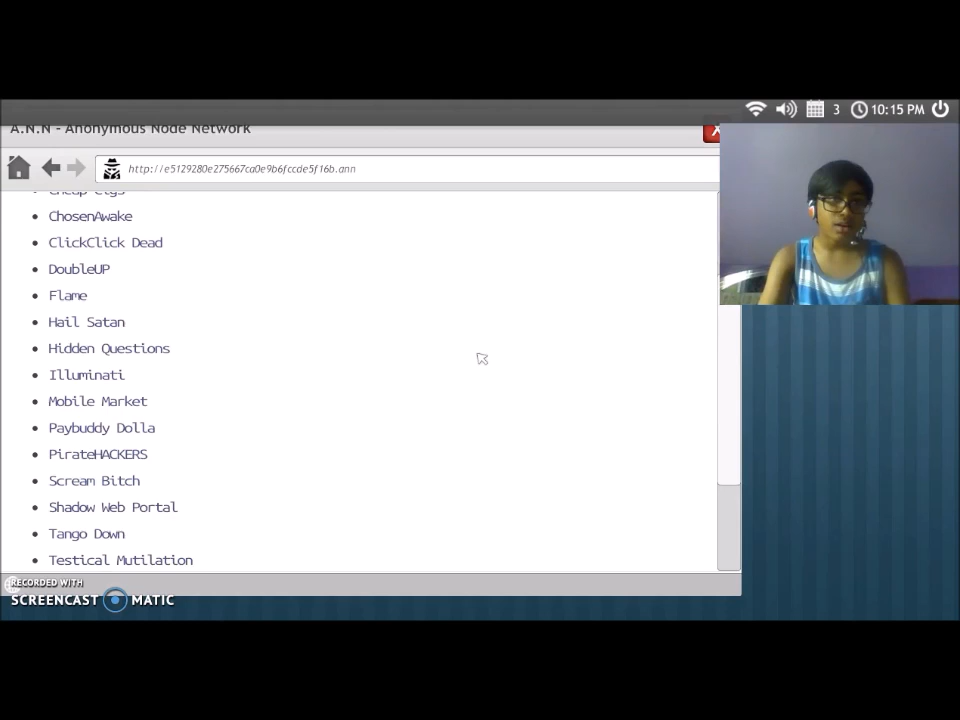 3 10:15 PM
A.N.N - Anonymous Node Network
X
http://e5129280e275667ca0e9b6fccde5f16b.ann
Cheap Cigs
ChosenAwake
ClickClick Dead
DoubleUP
Flame
Hail Satan
Hidden Questions
Illuminati
Mobile Market
Paybuddy Dolla
PirateHACKERS
Scream Bitch
Shadow Web Portal
Tango Down
Testical Mutilation
RECORDED WITH
SCREENCAST MATIC